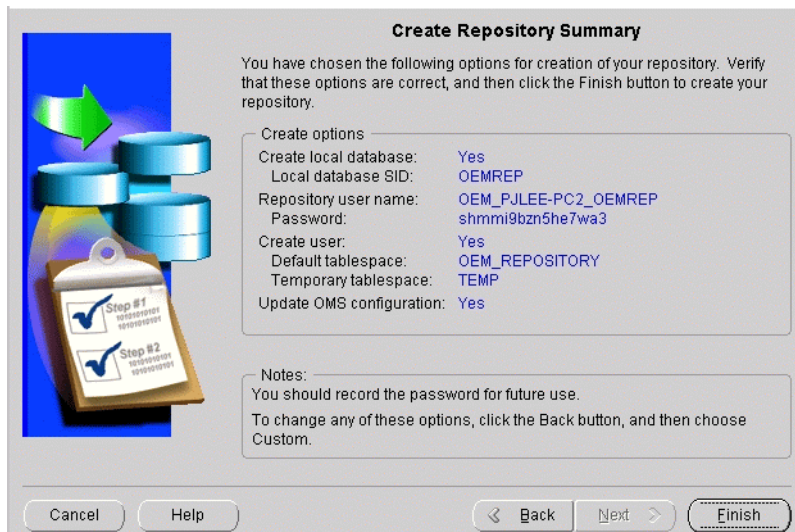 Create Repository Summary
You have chosen the following options for creation of your repository. Verify
that these options are correct, and then click the Finish button to create your
repository.
Create options
Create local database: Yes
Local database SID: OEMREP
Repository user name: OEM_PJLEE-PC2_OEMREP
Password: shmmi9bzn5he7wa3
Create user: Yes
Default tablespace: OEM_REPOSITORY
Temporary tablespace: TEMP
Update OMS configuration: Yes
Step #1
10101010101
10101010101
Step #2
10101010101
10101010101
Notes:
You should record the password for future use.
To change any of these options, click the Back button, and then choose
Custom.
Cancel Help Back Next Finish